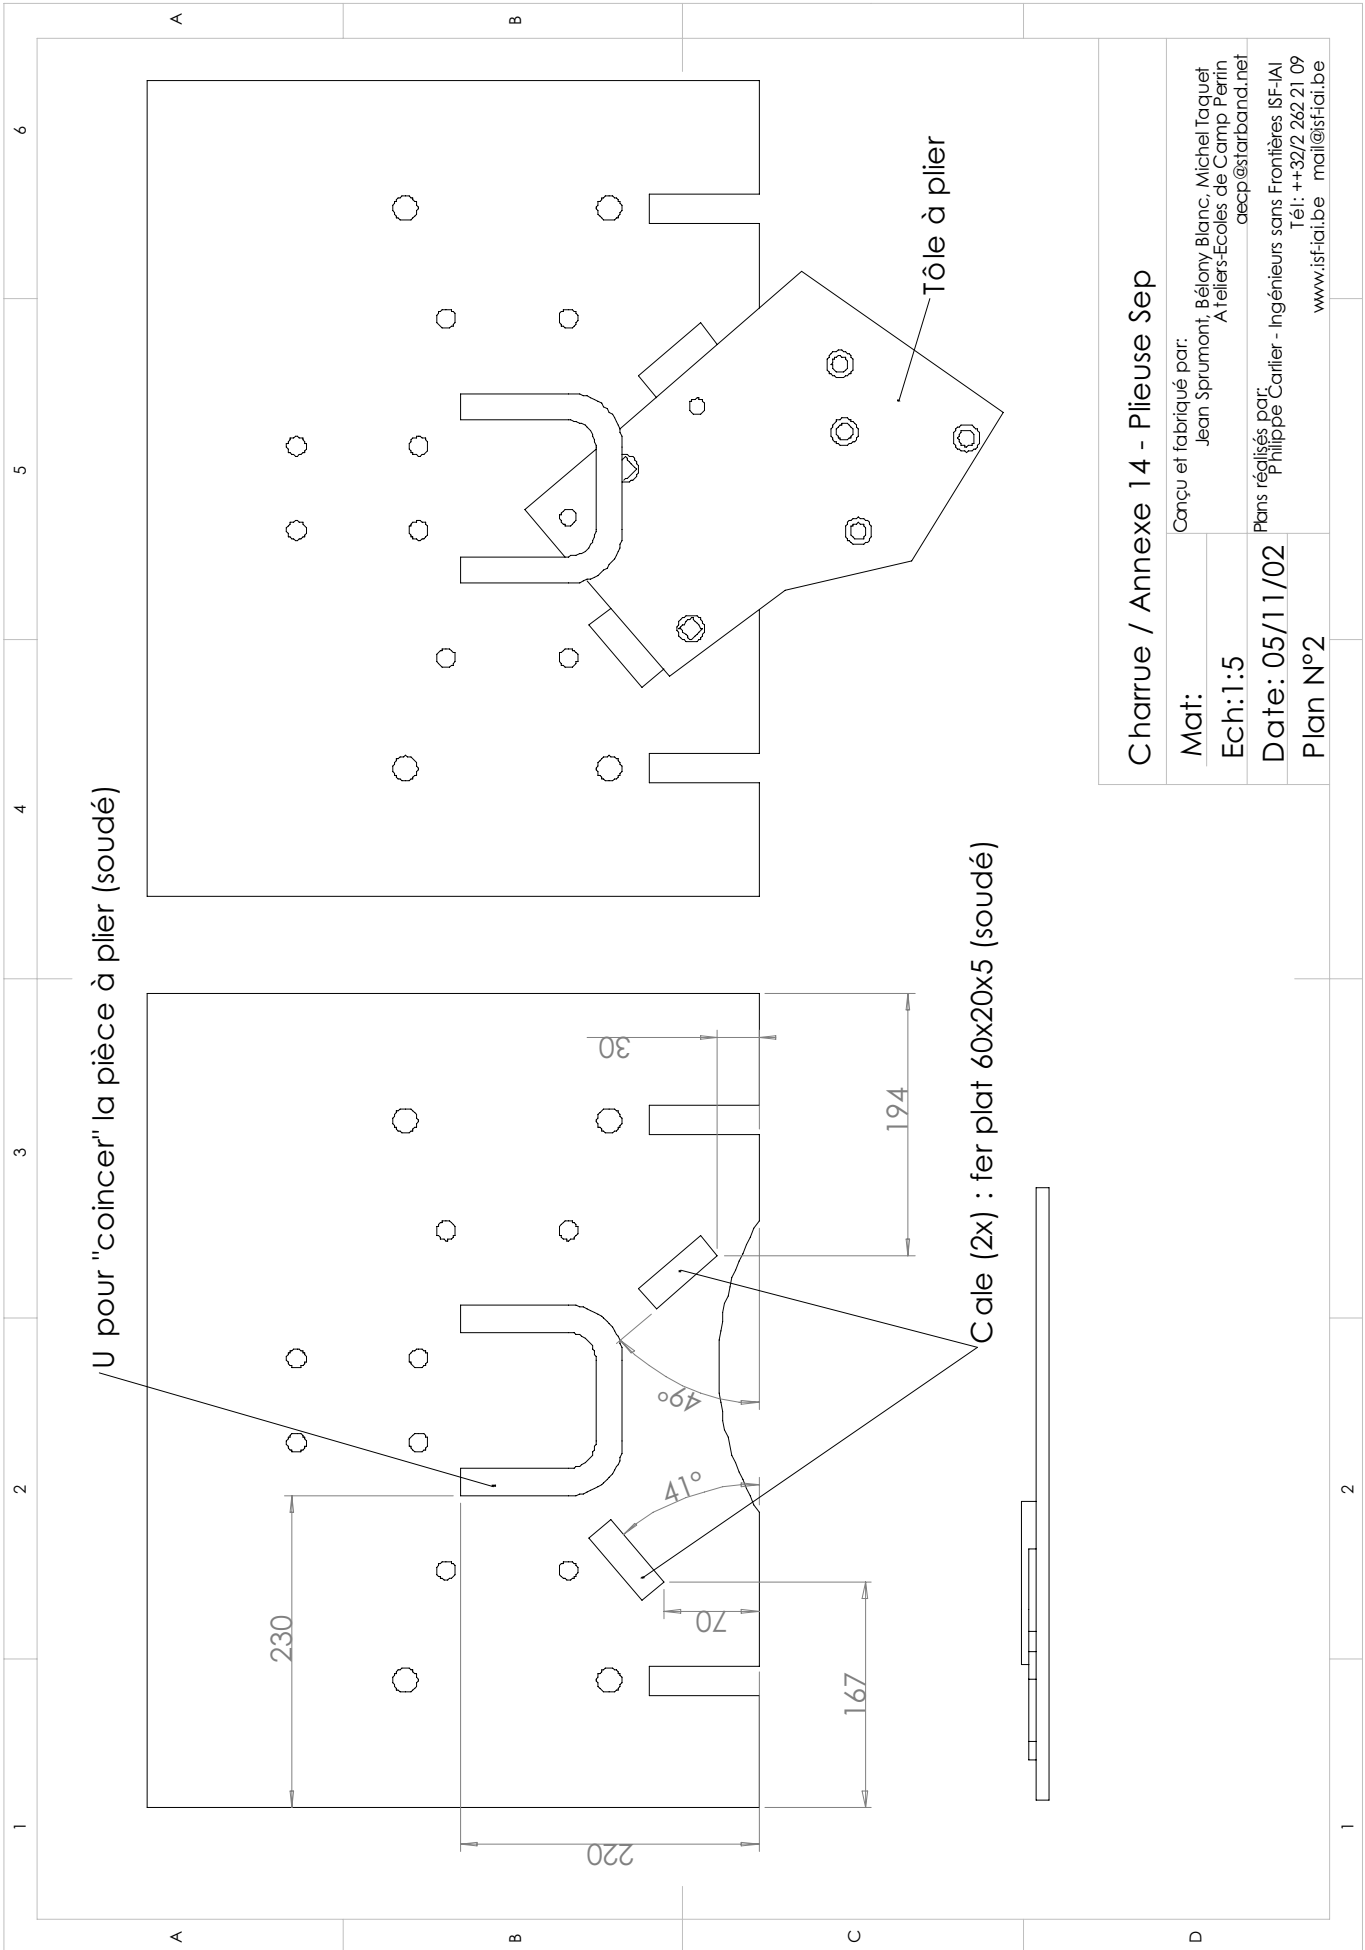 1 2 3 4 5 6
A
A
U pour "coincer" la pièce à plier (soudé)
230
B
B
220
30
49°
41°
70
167
194
C
Tôle à plier
Cale (2x) : fer plat 60x20x5 (soudé)
D
Charrue / Annexe 14 - Plieuse Sep
Mat:
Ech:1:5
Date: 05/11/02
Plan N°2
Conçu et fabriqué par:
Jean Sprumont, Bélony Blanc, Michel Taquet
Ateliers-Ecoles de Camp Perrin
aecp@starband.net
Plans réalisés par:
Philippe Carlier - Ingénieurs sans Frontières ISF-IAI
Tél: ++32/2 262 21 09
www.isf-iai.be mail@isf-iai.be
1 2